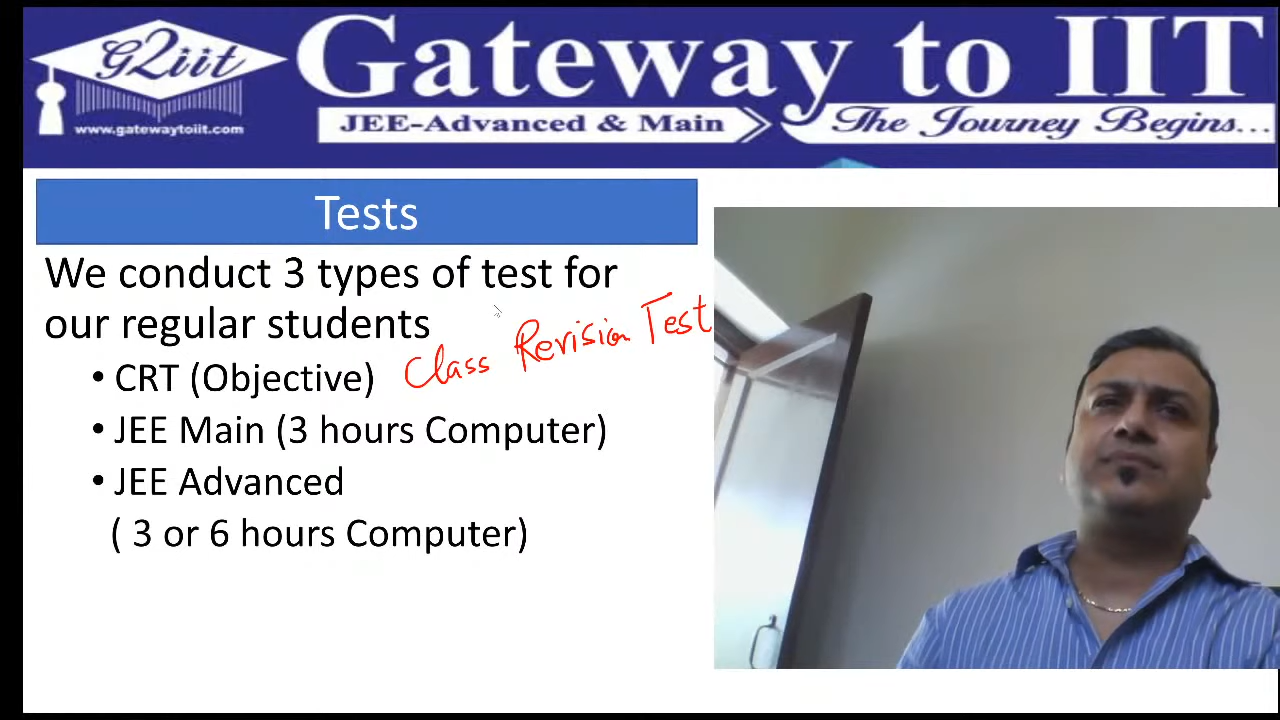 G2iit
www.gatewaytoiit.com
Gateway to IIT
JEE-Advanced & Main
The Journey Begins...
Tests
We conduct 3 types of test for
our regular students
• CRT (Objective) Class Revision Test
• JEE Main (3 hours Computer)
• JEE Advanced
( 3 or 6 hours Computer)